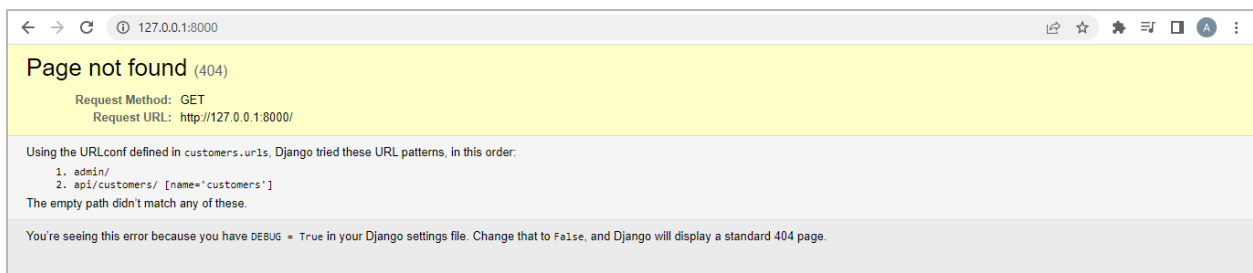 127.0.0.1:8000
A
Page not found (404)
Request Method: GET
Request URL: http://127.0.0.1:8000/
Using the URLconf defined in customers.urls, Django tried these URL patterns, in this order:
1. admin/
2. api/customers/ [name='customers']
The empty path didn't match any of these.
You're seeing this error because you have DEBUG = True in your Django settings file. Change that to False, and Django will display a standard 404 page.